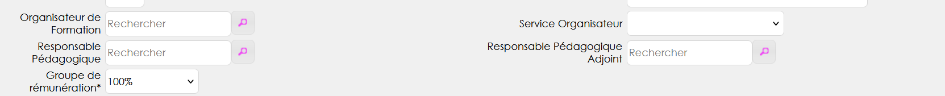 Organisateur de
Formation
Rechercher
Service Organisateur
Responsable
Pédagogique
Rechercher
Responsable Pédagogique
Adjoint
Rechercher
Groupe de
rémunération*
100%